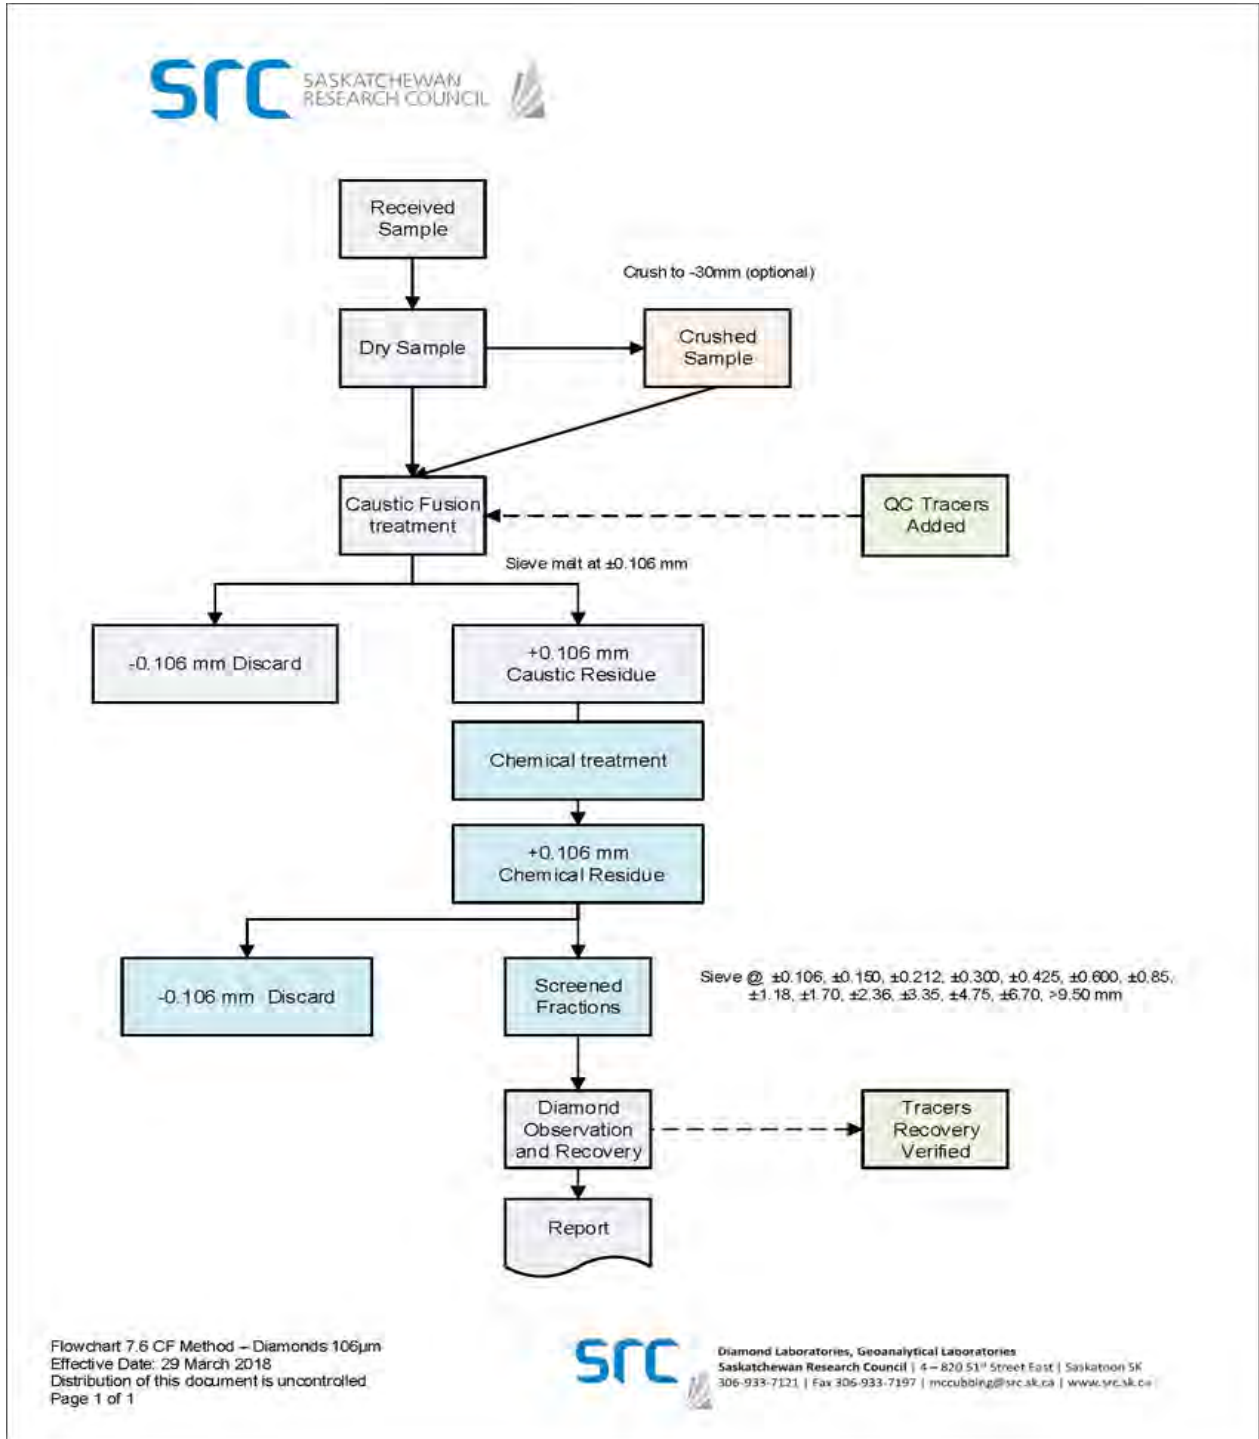 src SASKATCHEWAN
RESEARCH COUNCIL
Received
Sample
Crush to -30mm (optional)
Dry Sample
Crushed
Sample
Caustic Fusion
treatment
QC Tracers
Added
Sieve melt at ±0.106 mm
-0.106 mm Discard
+0.106 mm
Caustic Residue
Chemical treatment
+0.106 mm
Chemical Residue
-0.106 mm Discard
Screened
Fractions
Sieve @ ±0.106, ±0.150, ±0.212, ±0.300, ±0.425, ±0.600, ±0.85,
±1.18, ±1.70, ±2.36, ±3.35, ±4.75, ±6.70, >9.50 mm
Diamond
Observation
and Recovery
Tracers
Recovery
Verified
Report
Flowchart 7.6 CF Method – Diamonds 106µm
Effective Date: 29 March 2018
Distribution of this document is uncontrolled
Page 1 of 1
src
Diamond Laboratories, Geoanalytical Laboratories
Saskatchewan Research Council | 4 – 820 51st Street East | Saskatoon SK
306-933-7121 | Fax 306-933-7197 | mccubbing@src.sk.ca | www.src.sk.ca